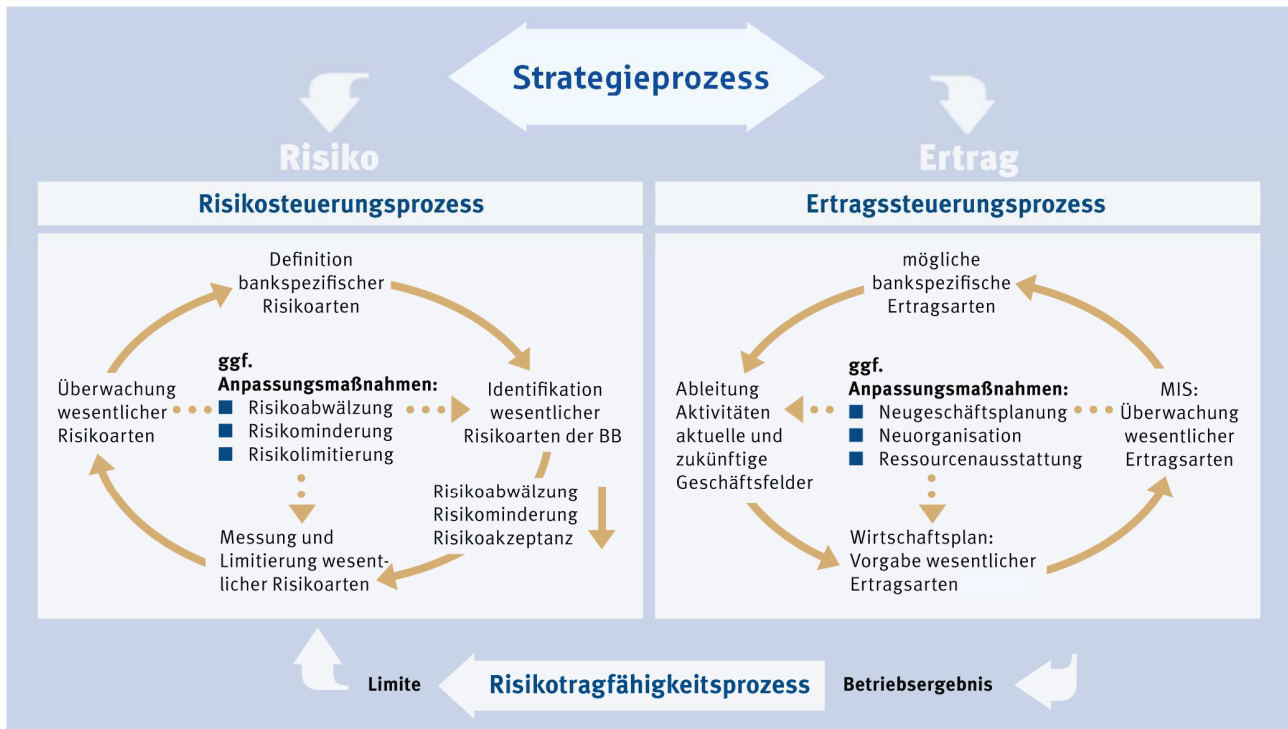 Strategieprozess
Risiko
Ertrag
Risikosteuerungsprozess
Definition
bankspezifischer
Risikoarten
Überwachung
wesentlicher
Risikoarten
ggf.
Anpassungsmaßnahmen:
Risikoabwälzung
Risikominderung
Risikolimitierung
Identifikation
wesentlicher
Risikoarten der BB
Risikoabwälzung
Risikominderung
Risikoakzeptanz
Messung und
Limitierung wesent-
licher Risikoarten
Ertragssteuerungsprozess
mögliche
bankspezifische
Ertragsarten
Ableitung
Aktivitäten
aktuelle und
zukünftige
Geschäftsfelder
ggf.
Anpassungsmaßnahmen:
Neugeschäftsplanung
Neuorganisation
Ressourcenausstattung
MIS:
Überwachung
wesentlicher
Ertragsarten
Wirtschaftsplan:
Vorgabe wesentlicher
Ertragsarten
Limite
Risikotragfähigkeitsprozess
Betriebsergebnis